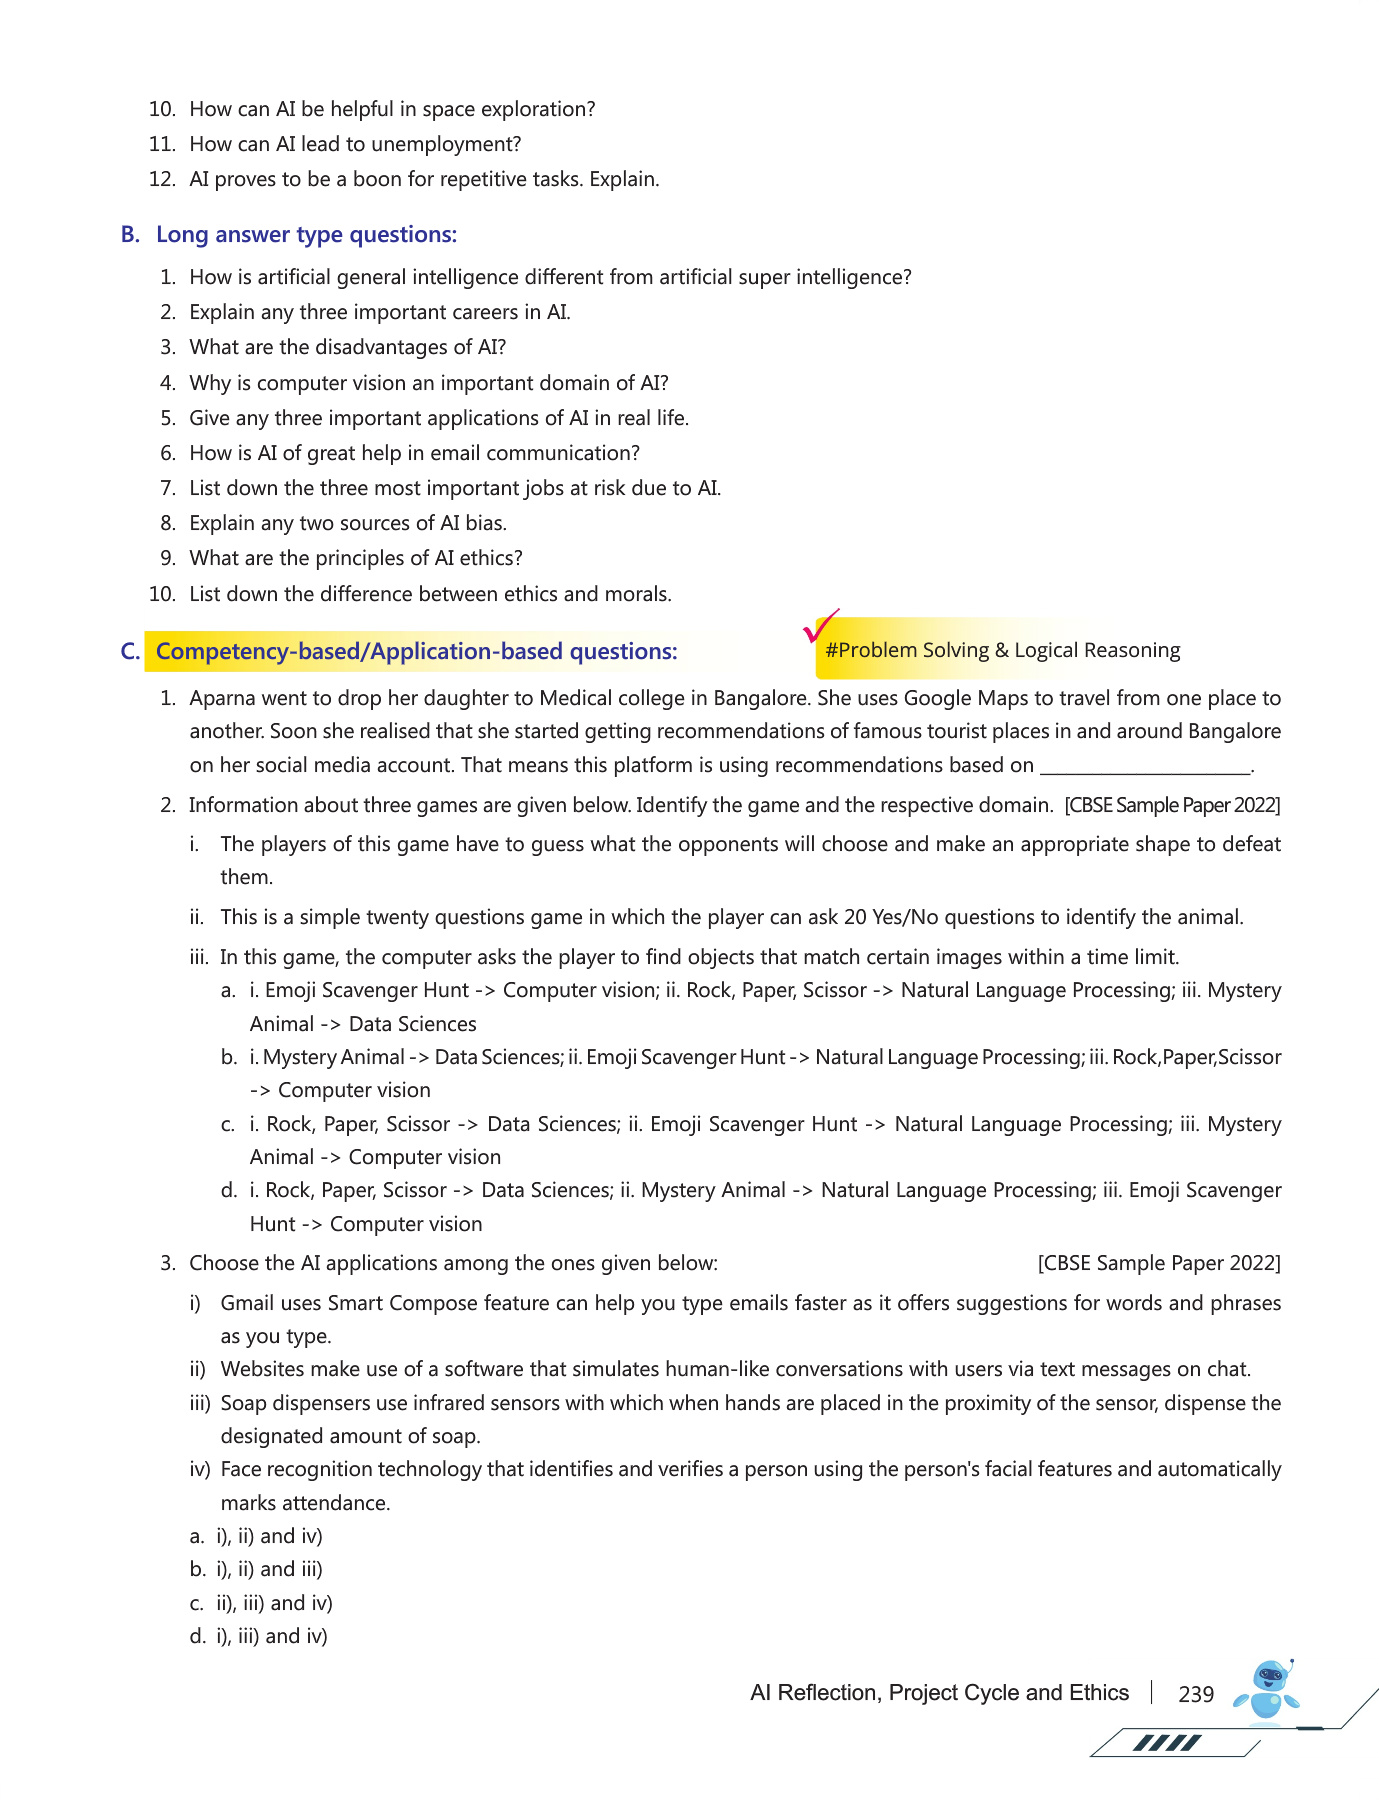 10. How can AI be helpful in space exploration?
11. How can AI lead to unemployment?
12. AI proves to be a boon for repetitive tasks. Explain.
B. Long answer type questions:
1. How is artificial general intelligence different from artificial super intelligence?
2. Explain any three important careers in AI.
3. What are the disadvantages of AI?
4. Why is computer vision an important domain of AI?
5. Give any three important applications of AI in real life.
6. How is AI of great help in email communication?
7. List down the three most important jobs at risk due to AI.
8. Explain any two sources of AI bias.
9. What are the principles of AI ethics?
10. List down the difference between ethics and morals.
C. Competency-based/Application-based questions: #Problem Solving & Logical Reasoning
1. Aparna went to drop her daughter to Medical college in Bangalore. She uses Google Maps to travel from one place to
another. Soon she realised that she started getting recommendations of famous tourist places in and around Bangalore
on her social media account. That means this platform is using recommendations based on ____________________.
2. Information about three games are given below. Identify the game and the respective domain. [CBSE Sample Paper 2022]
i. The players of this game have to guess what the opponents will choose and make an appropriate shape to defeat
them.
ii. This is a simple twenty questions game in which the player can ask 20 Yes/No questions to identify the animal.
iii. In this game, the computer asks the player to find objects that match certain images within a time limit.
a. i. Emoji Scavenger Hunt -> Computer vision; ii. Rock, Paper, Scissor -> Natural Language Processing; iii. Mystery
Animal -> Data Sciences
b. i. Mystery Animal -> Data Sciences; ii. Emoji Scavenger Hunt -> Natural Language Processing; iii. Rock,Paper,Scissor
-> Computer vision
c. i. Rock, Paper, Scissor -> Data Sciences; ii. Emoji Scavenger Hunt -> Natural Language Processing; iii. Mystery
Animal -> Computer vision
d. i. Rock, Paper, Scissor -> Data Sciences; ii. Mystery Animal -> Natural Language Processing; iii. Emoji Scavenger
Hunt -> Computer vision
3. Choose the AI applications among the ones given below: [CBSE Sample Paper 2022]
i) Gmail uses Smart Compose feature can help you type emails faster as it offers suggestions for words and phrases
as you type.
ii) Websites make use of a software that simulates human-like conversations with users via text messages on chat.
iii) Soap dispensers use infrared sensors with which when hands are placed in the proximity of the sensor, dispense the
designated amount of soap.
iv) Face recognition technology that identifies and verifies a person using the person's facial features and automatically
marks attendance.
a. i), ii) and iv)
b. i), ii) and iii)
c. ii), iii) and iv)
d. i), iii) and iv)
AI Reflection, Project Cycle and Ethics 239